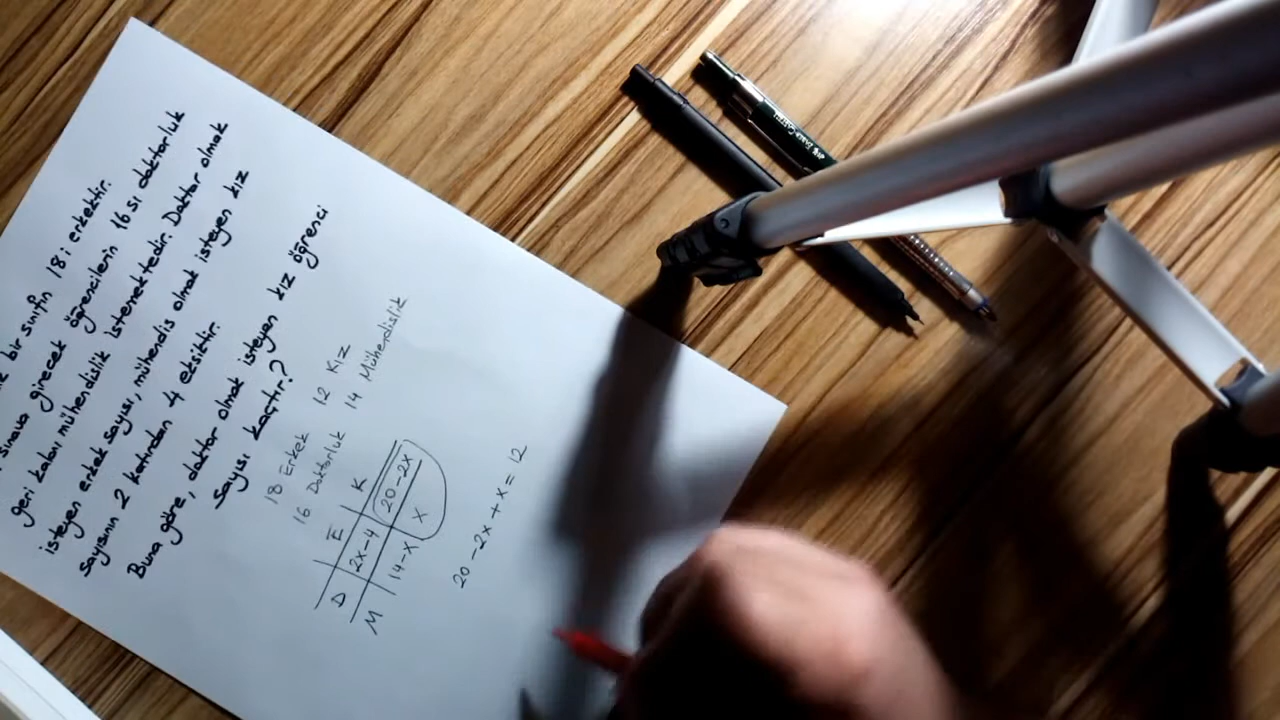 bir sınıfın 18'i erkektir.
Sınava girecek öğrencilerin 16 sı doktorluk
geri kalanı mühendislik istemektedir. Doktor olmak
isteyen erkek sayısı, mühendis olmak isteyen kız
sayısının 2 katından 4 eksiktir.
Buna göre, doktor olmak isteyen kız öğrenci
sayısı kaçtır?
18 Erkek 12 Kız
16 Doktorluk 14 Mühendislik
E K
D 2x-4 20-2x
M 14-x x
20-2x+x=12
FABER-CASTELL